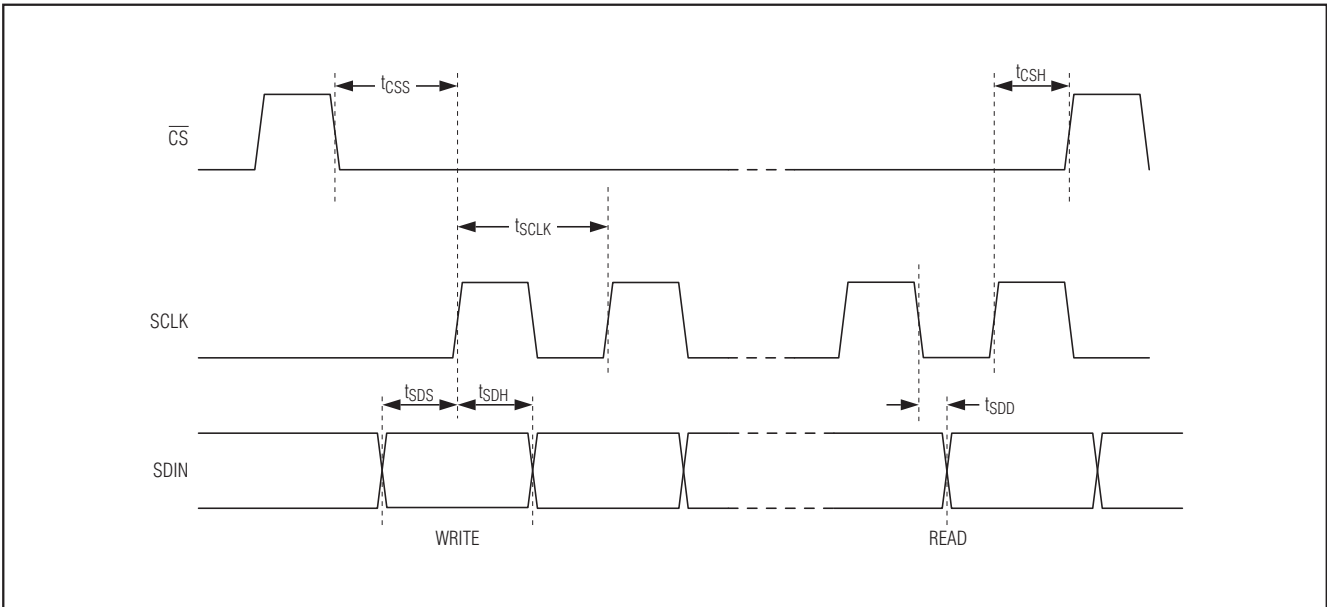 tCSS
tCSH
CS
tSCLK
SCLK
tSDS
tSDH
tSDD
SDIN
WRITE
READ